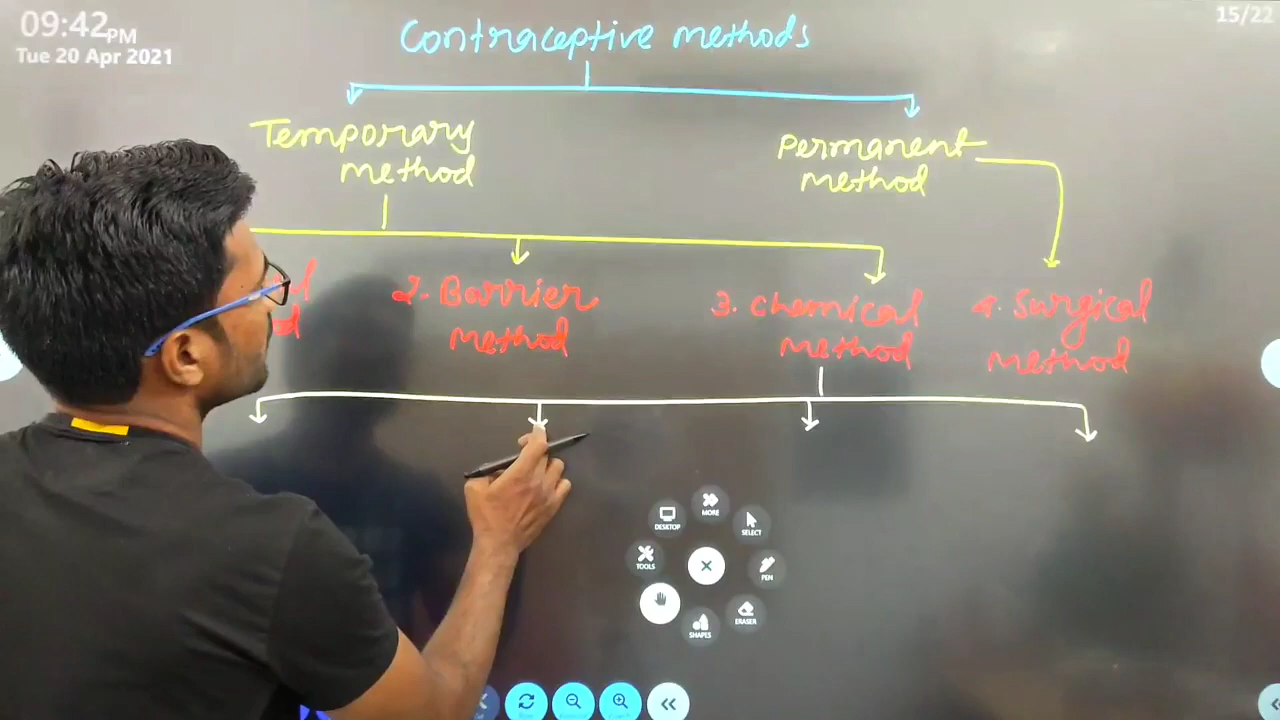 09:42PM
Tue 20 Apr 2021
15/22
Contraceptive methods
Temporary
method
Permanent
method
2. Barrier
method
3. Chemical
method
4. Surgical
method
DESKTOP
MORE
SELECT
TOOLS
PEN
SHAPES
ERASER